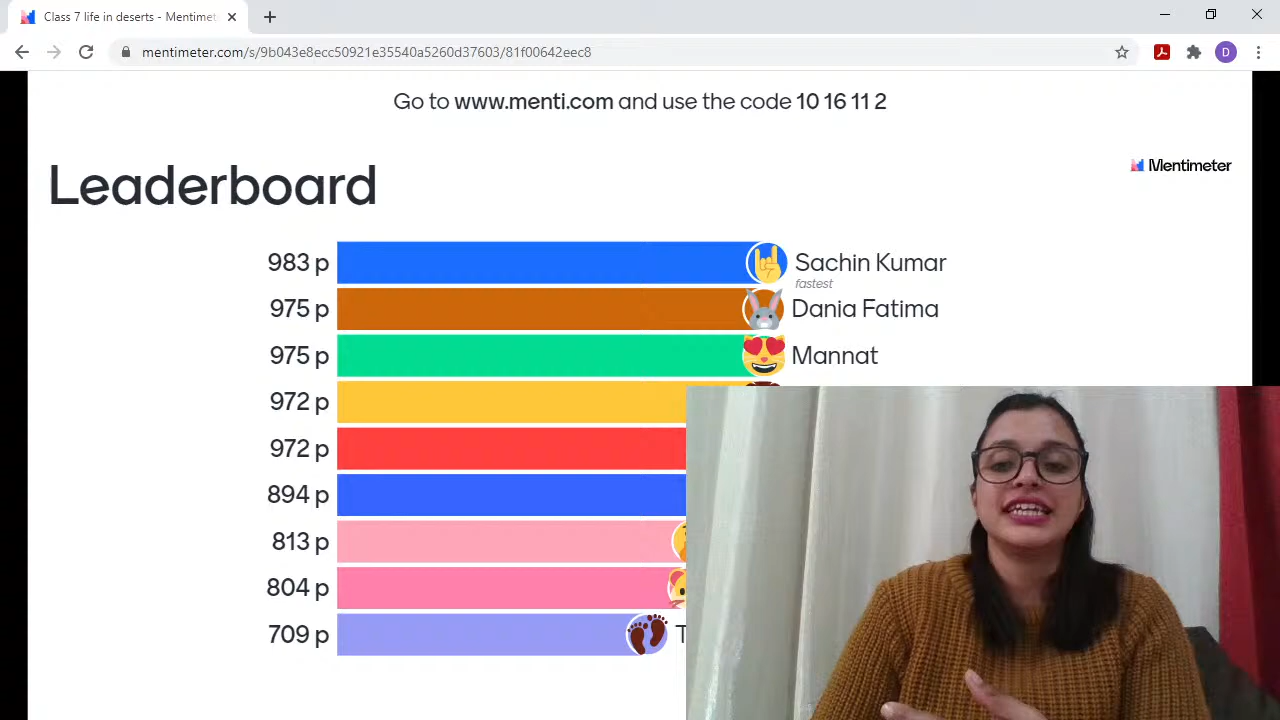 Class 7 life in deserts - Mentimet
mentimeter.com/s/9b043e8ecc50921e35540a5260d37603/81f00642eec8
D
Go to www.menti.com and use the code 10 16 11 2
Mentimeter
Leaderboard
983 p Sachin Kumar
fastest
975 p Dania Fatima
975 p Mannat
972 p
972 p
894 p
813 p
804 p
709 p T